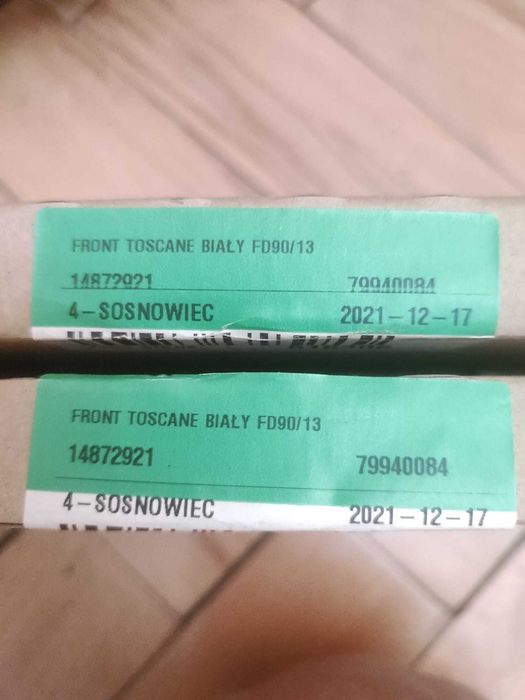 FRONT TOSCANE BIAŁY FD90/13
14872921 79940084
4-SOSNOWIEC 2021-12-17
FRONT TOSCANE BIAŁY FD90/13
14872921 79940084
4-SOSNOWIEC 2021-12-17